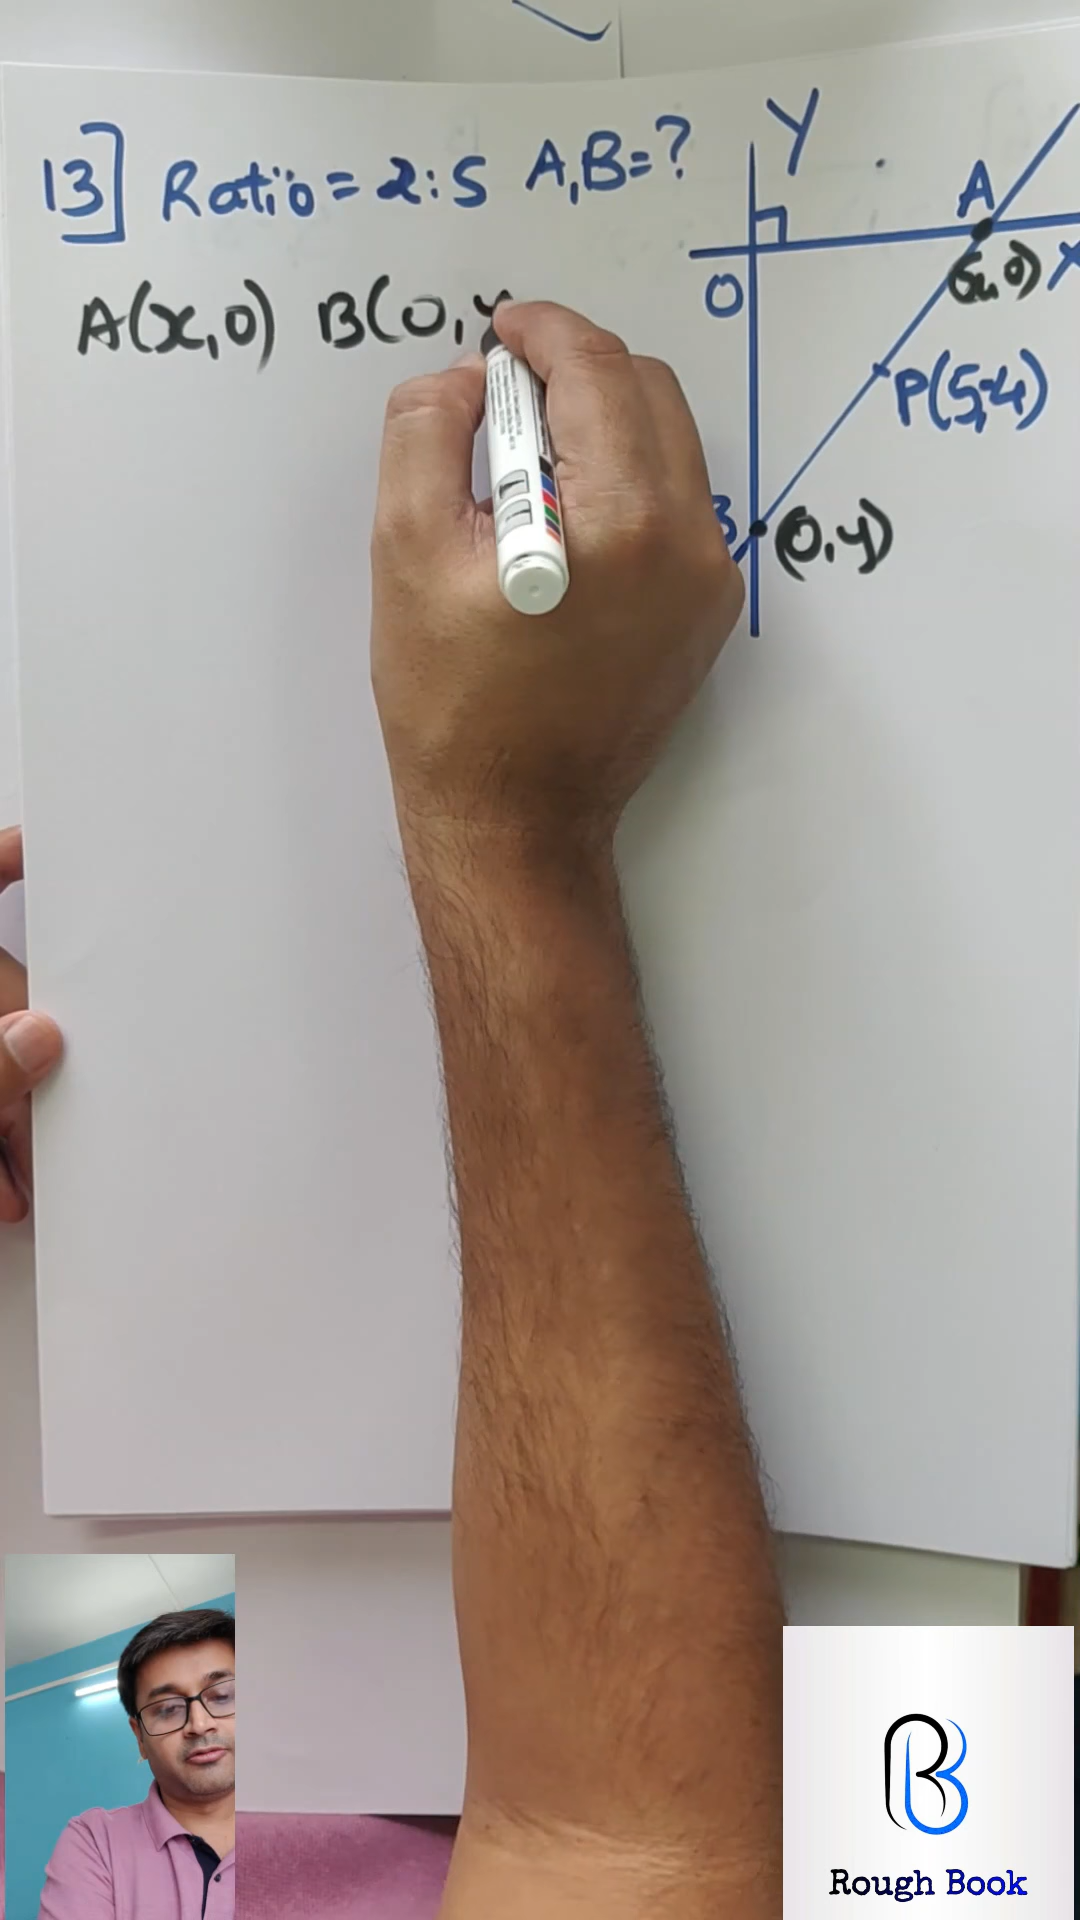 13] Ratio = 2:5 A,B=?
Y
A
(x,0) X
O
A(x,0) B(0,y
P(5,-4)
B (0,y)
Rough Book